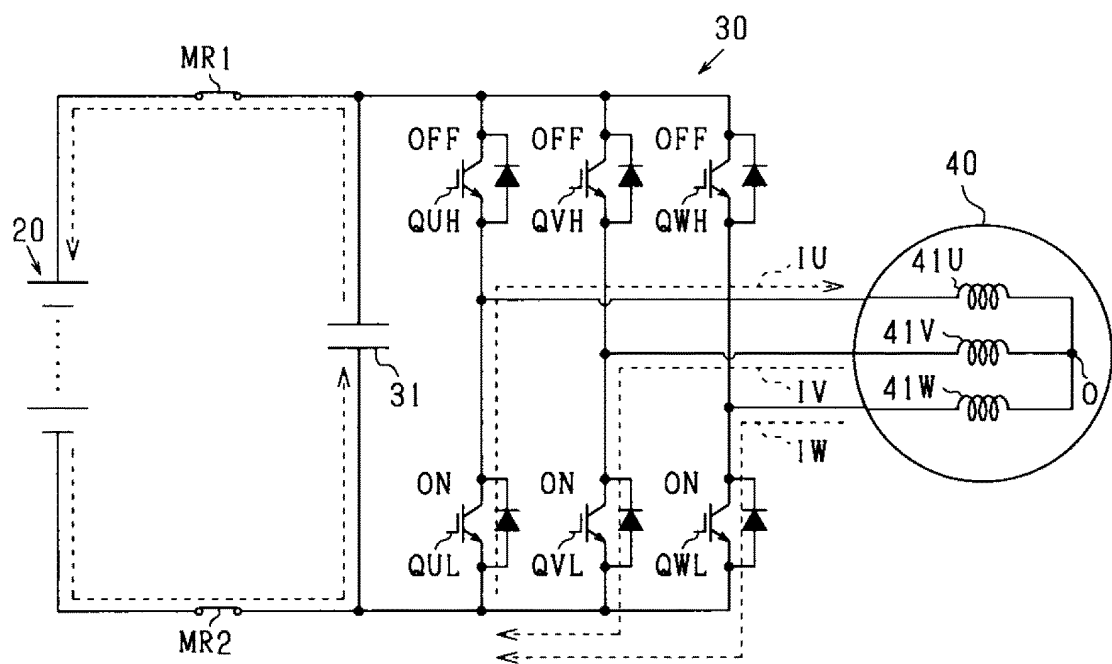 30
MR1
OFF OFF OFF
QUH QVH QWH
40
20
IU
41U
41V
31
IV
41W
O
IW
ON ON ON
QUL QVL QWL
MR2